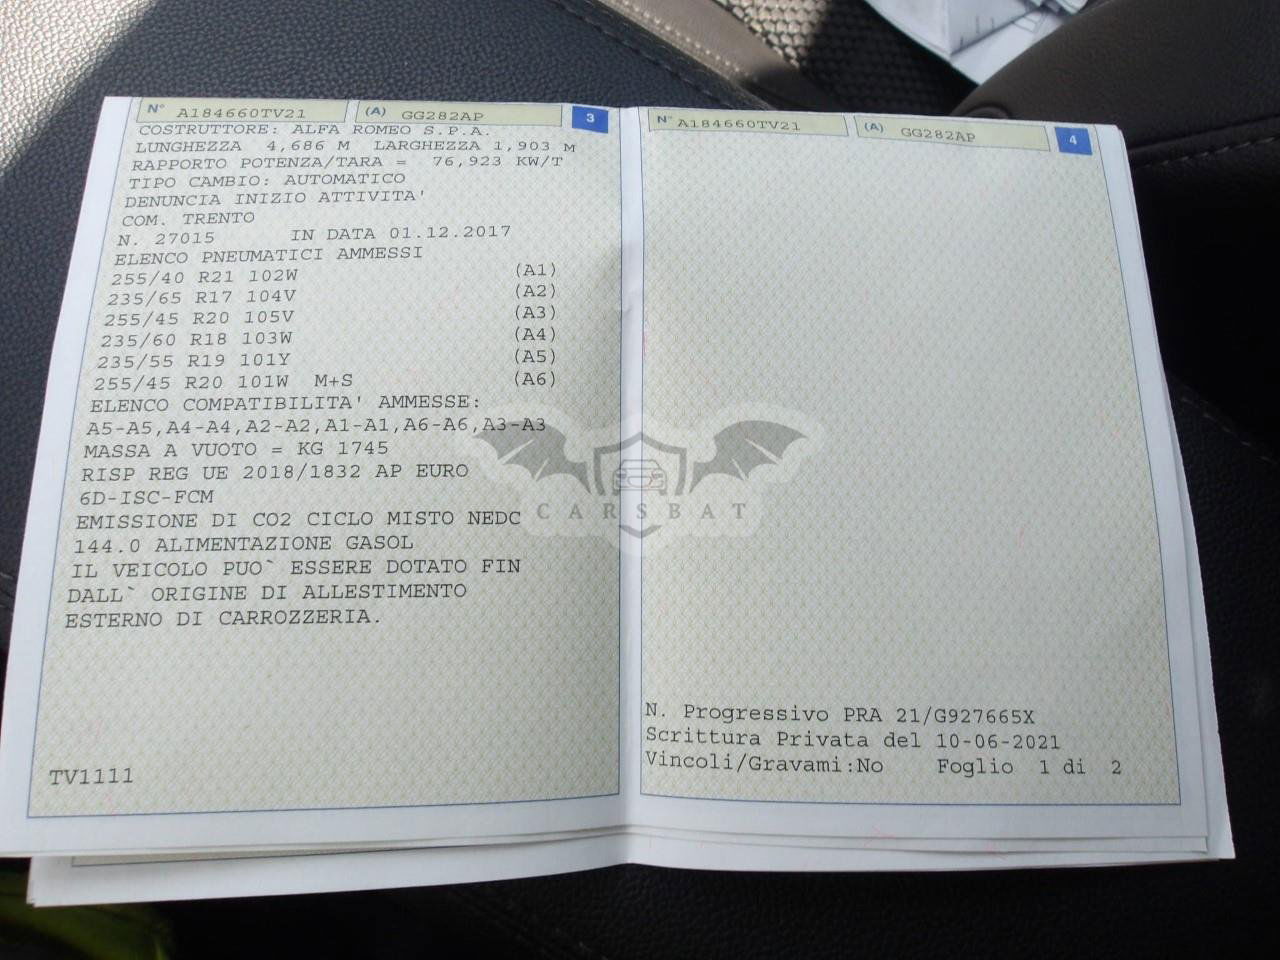 N° A184660TV21 (A) GG282AP 3
COSTRUTTORE: ALFA ROMEO S.P.A.
LUNGHEZZA 4,686 M LARGHEZZA 1,903 M
RAPPORTO POTENZA/TARA = 76,923 KW/T
TIPO CAMBIO: AUTOMATICO
DENUNCIA INIZIO ATTIVITA'
COM. TRENTO
N. 27015 IN DATA 01.12.2017
ELENCO PNEUMATICI AMMESSI
255/40 R21 102W (A1)
235/65 R17 104V (A2)
255/45 R20 105V (A3)
235/60 R18 103W (A4)
235/55 R19 101Y (A5)
255/45 R20 101W M+S (A6)
ELENCO COMPATIBILITA' AMMESSE:
A5-A5,A4-A4,A2-A2,A1-A1,A6-A6,A3-A3
MASSA A VUOTO = KG 1745
RISP REG UE 2018/1832 AP EURO
6D-ISC-FCM
EMISSIONE DI CO2 CICLO MISTO NEDC
144.0 ALIMENTAZIONE GASOL
IL VEICOLO PUO` ESSERE DOTATO FIN
DALL` ORIGINE DI ALLESTIMENTO
ESTERNO DI CARROZZERIA.
TV1111
N° A184660TV21 (A) GG282AP 4
N. Progressivo PRA 21/G927665X
Scrittura Privata del 10-06-2021
Vincoli/Gravami:No Foglio 1 di 2
CARSBAT